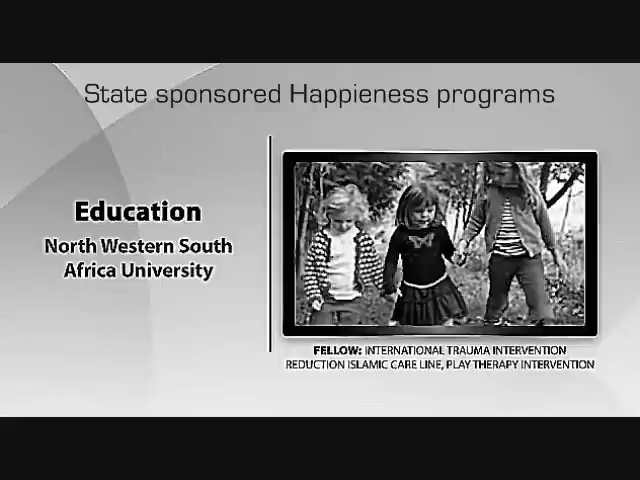 State sponsored Happieness programs
Education
North Western South
Africa University
FELLOW: INTERNATIONAL TRAUMA INTERVENTION
REDUCTION ISLAMIC CARE LINE, PLAY THERAPY INTERVENTION